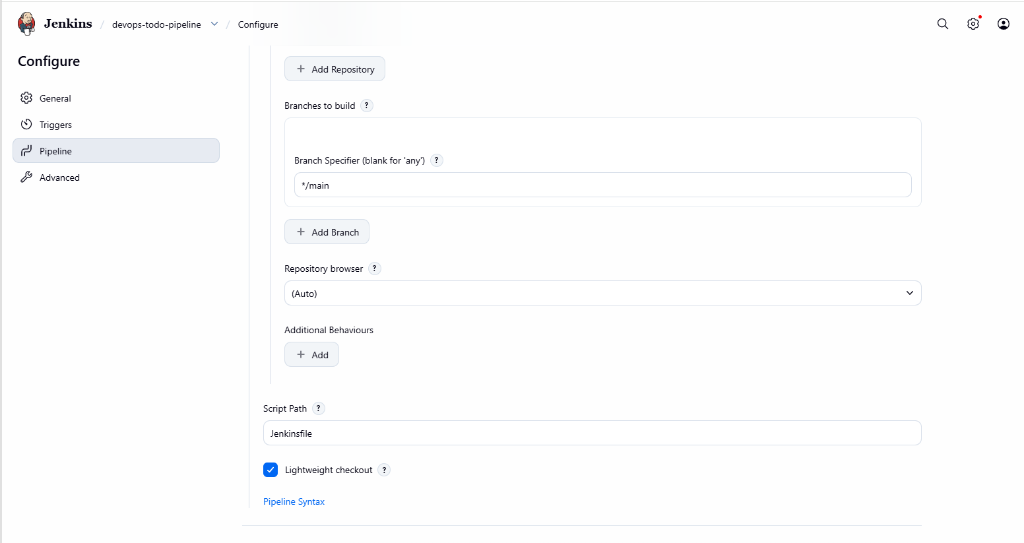 Jenkins / devops-todo-pipeline / Configure
Configure
General
Triggers
Pipeline
Advanced
+ Add Repository
Branches to build ?
Branch Specifier (blank for 'any') ?
*/main
+ Add Branch
Repository browser ?
(Auto)
Additional Behaviours
+ Add
Script Path ?
Jenkinsfile
Lightweight checkout ?
Pipeline Syntax